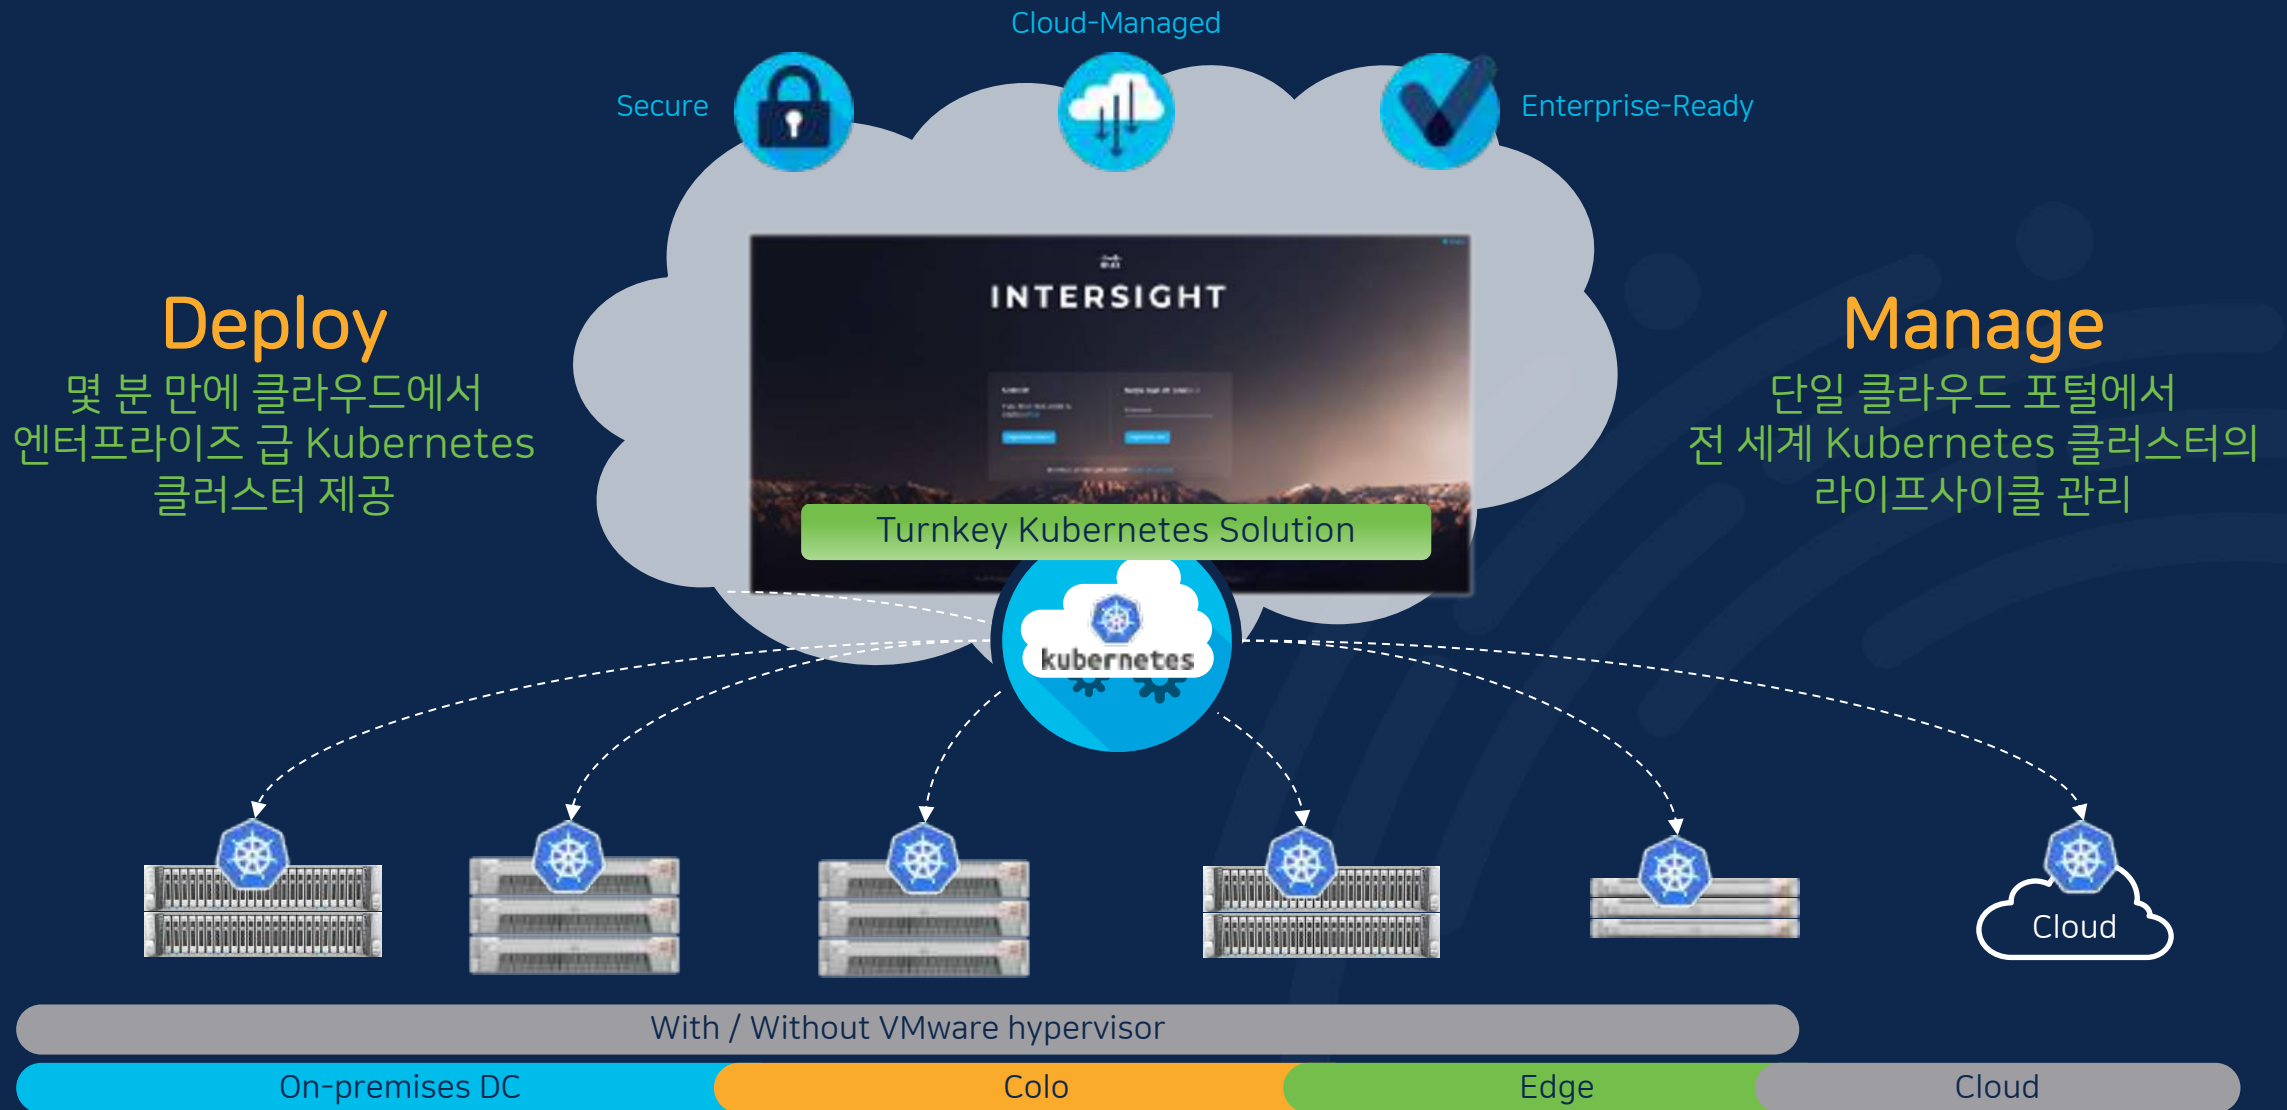 Cloud-Managed
Secure
Enterprise-Ready
INTERSIGHT
Deploy
몇 분 만에 클라우드에서
엔터프라이즈 급 Kubernetes
클러스터 제공
Manage
단일 클라우드 포털에서
전 세계 Kubernetes 클러스터의
라이프사이클 관리
Turnkey Kubernetes Solution
kubernetes
Cloud
With / Without VMware hypervisor
On-premises DC
Colo
Edge
Cloud